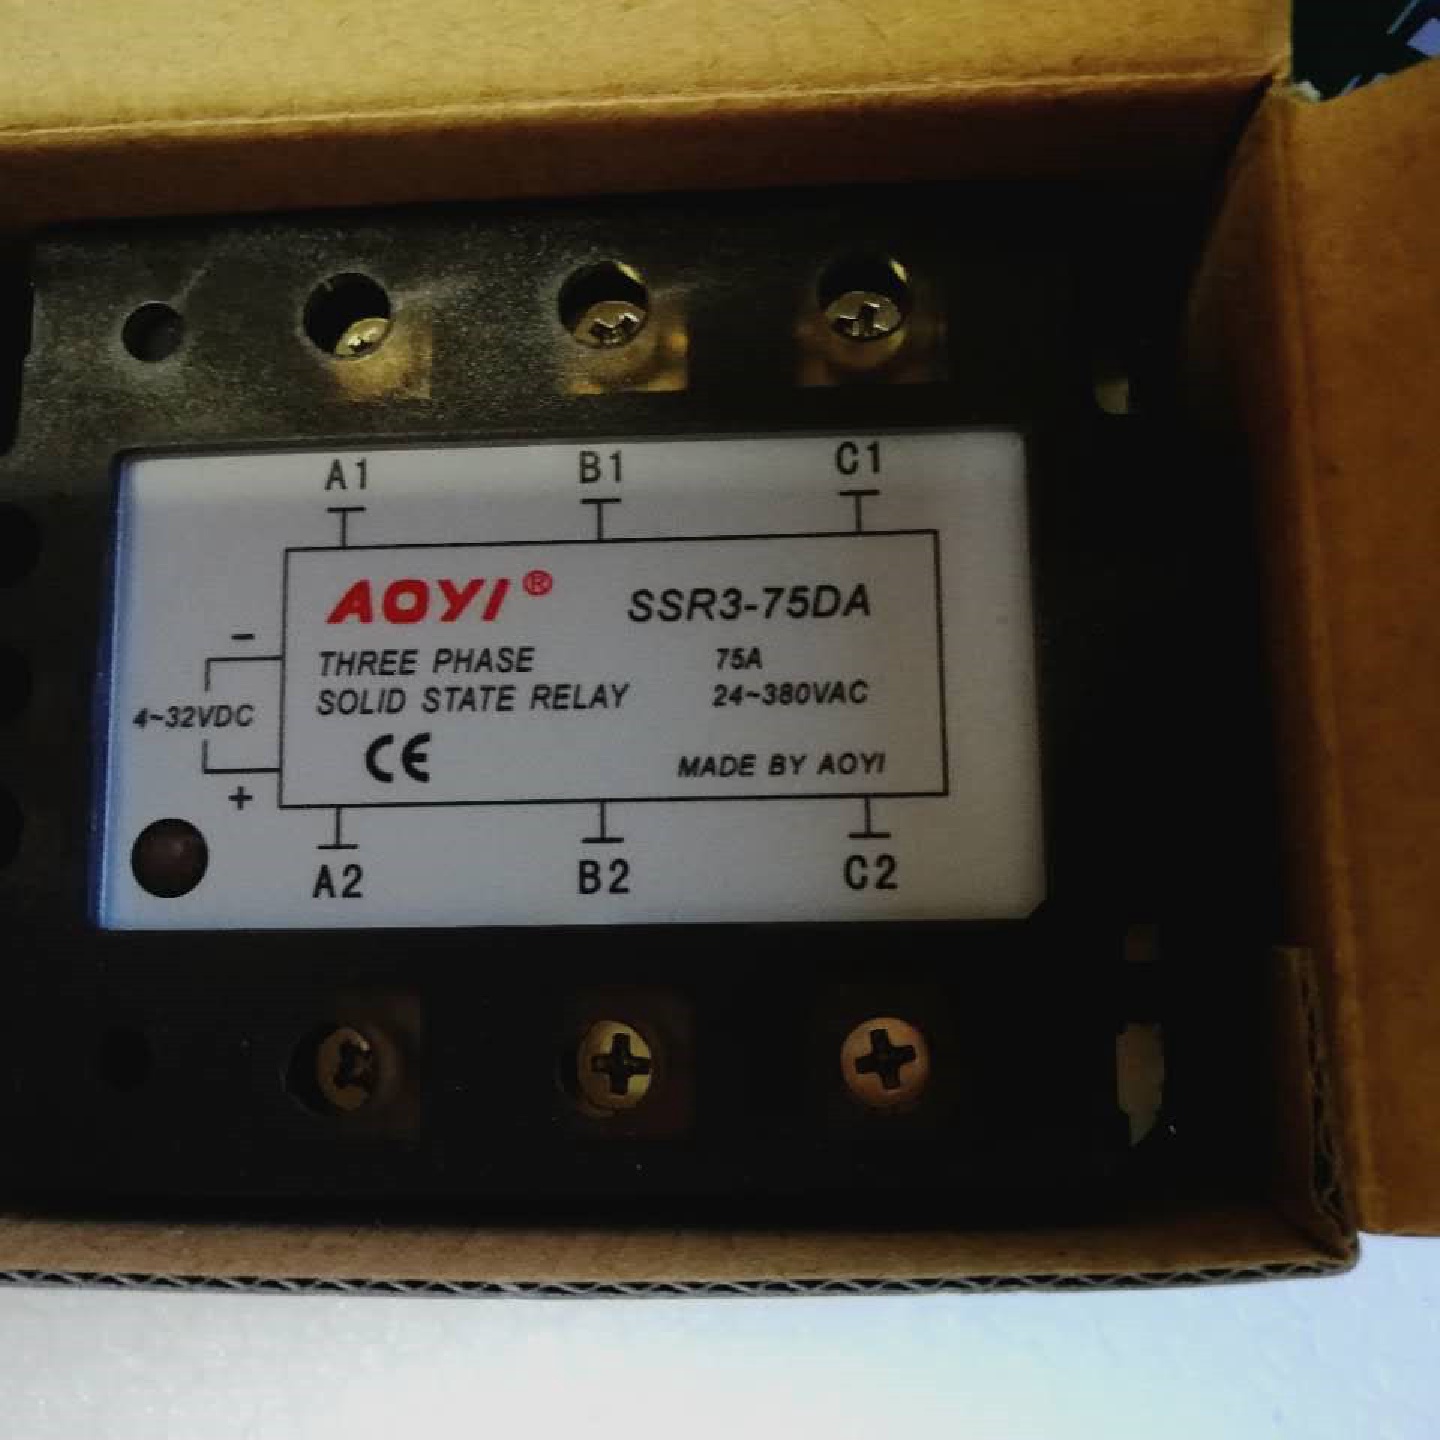 A1 B1 C1
AOYI® SSR3-75DA
THREE PHASE 75A
SOLID STATE RELAY 24~380VAC
-
4~32VDC
+
CE MADE BY AOYI
A2 B2 C2